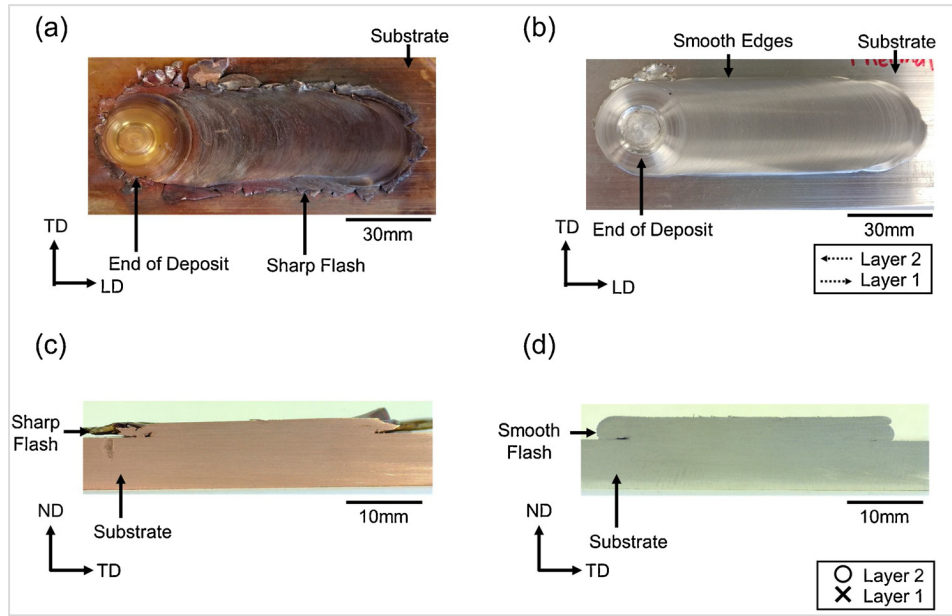 (a)
Substrate
TD
LD
End of Deposit
Sharp Flash
30mm
(b)
Smooth Edges
Substrate
TD
LD
End of Deposit
30mm
Layer 2
Layer 1
(c)
Sharp
Flash
Substrate
ND
TD
10mm
(d)
Smooth
Flash
Substrate
ND
TD
10mm
Layer 2
Layer 1